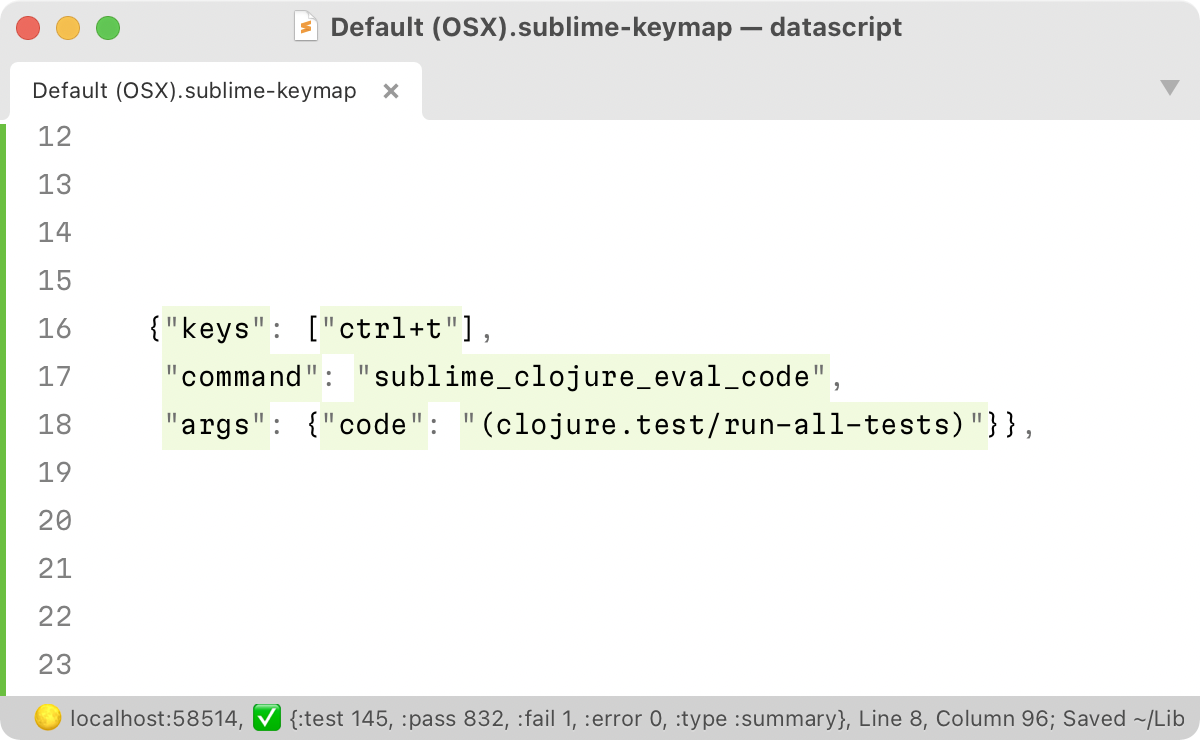 Default (OSX).sublime-keymap — datascript
Default (OSX).sublime-keymap ×
12
13
14
15
16 {"keys": ["ctrl+t"],
17 "command": "sublime_clojure_eval_code",
18 "args": {"code": "(clojure.test/run-all-tests)"}},
19
20
21
22
23
🟡 localhost:58514, ✅ {:test 145, :pass 832, :fail 1, :error 0, :type :summary}, Line 8, Column 96; Saved ~/Lib